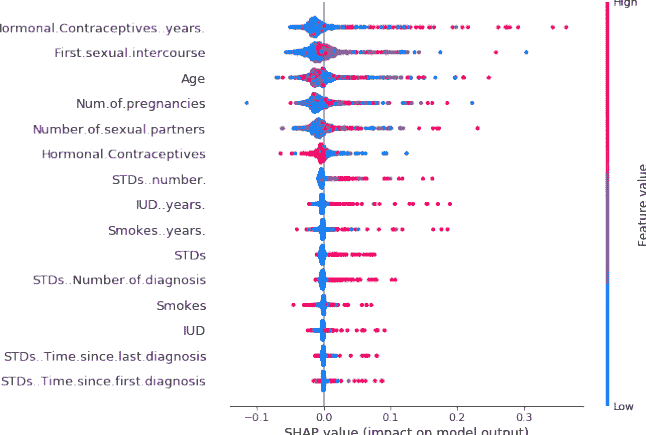 High
Hormonal.Contraceptives..years.
First.sexual.intercourse
Age
Num.of.pregnancies
Number.of.sexual.partners
Hormonal.Contraceptives
STDs..number.
IUD..years.
Smokes..years.
STDs
STDs..Number.of.diagnosis
Smokes
IUD
STDs..Time.since.last.diagnosis
STDs..Time.since.first.diagnosis
Feature value
Low
−0.1 0.0 0.1 0.2 0.3
SHAP value (impact on model output)